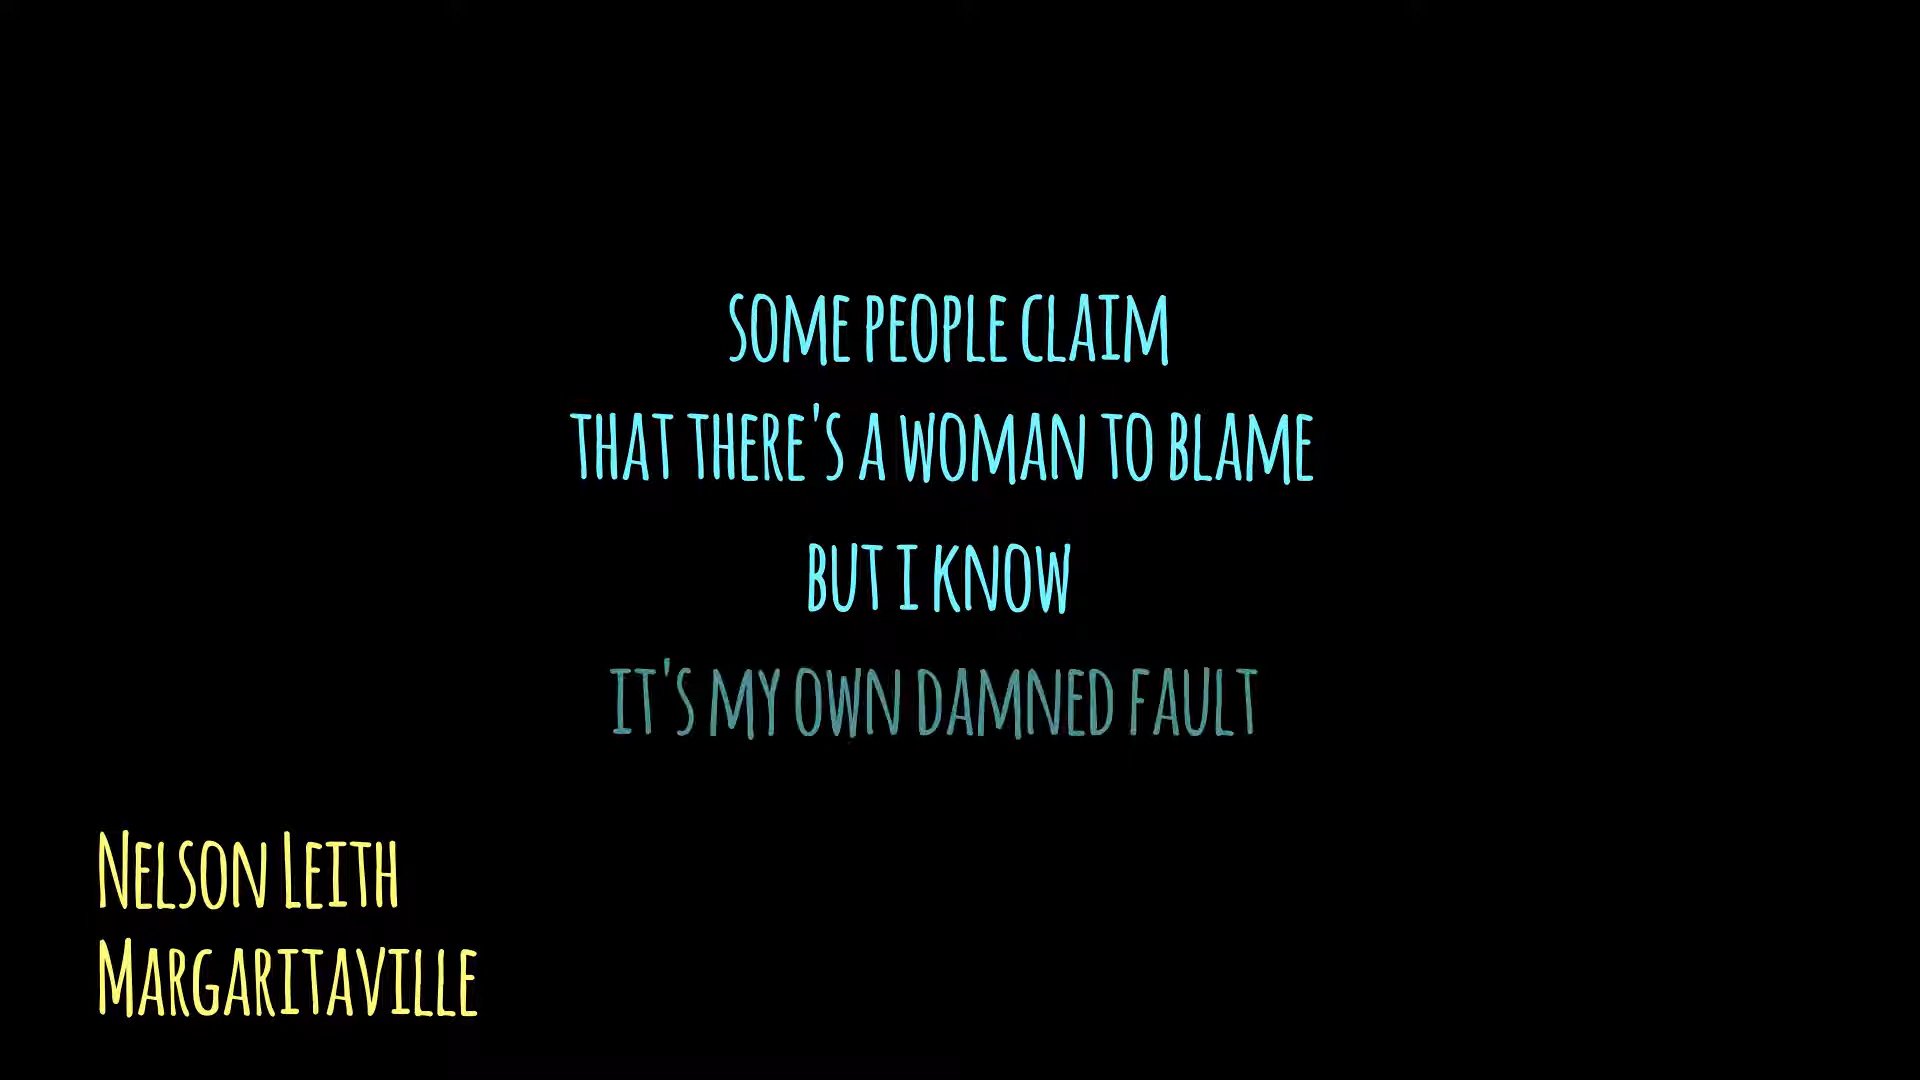 SOME PEOPLE CLAIM
THAT THERE'S A WOMAN TO BLAME
BUT I KNOW
IT'S MY OWN DAMNED FAULT
NELSON LEITH
MARGARITAVILLE